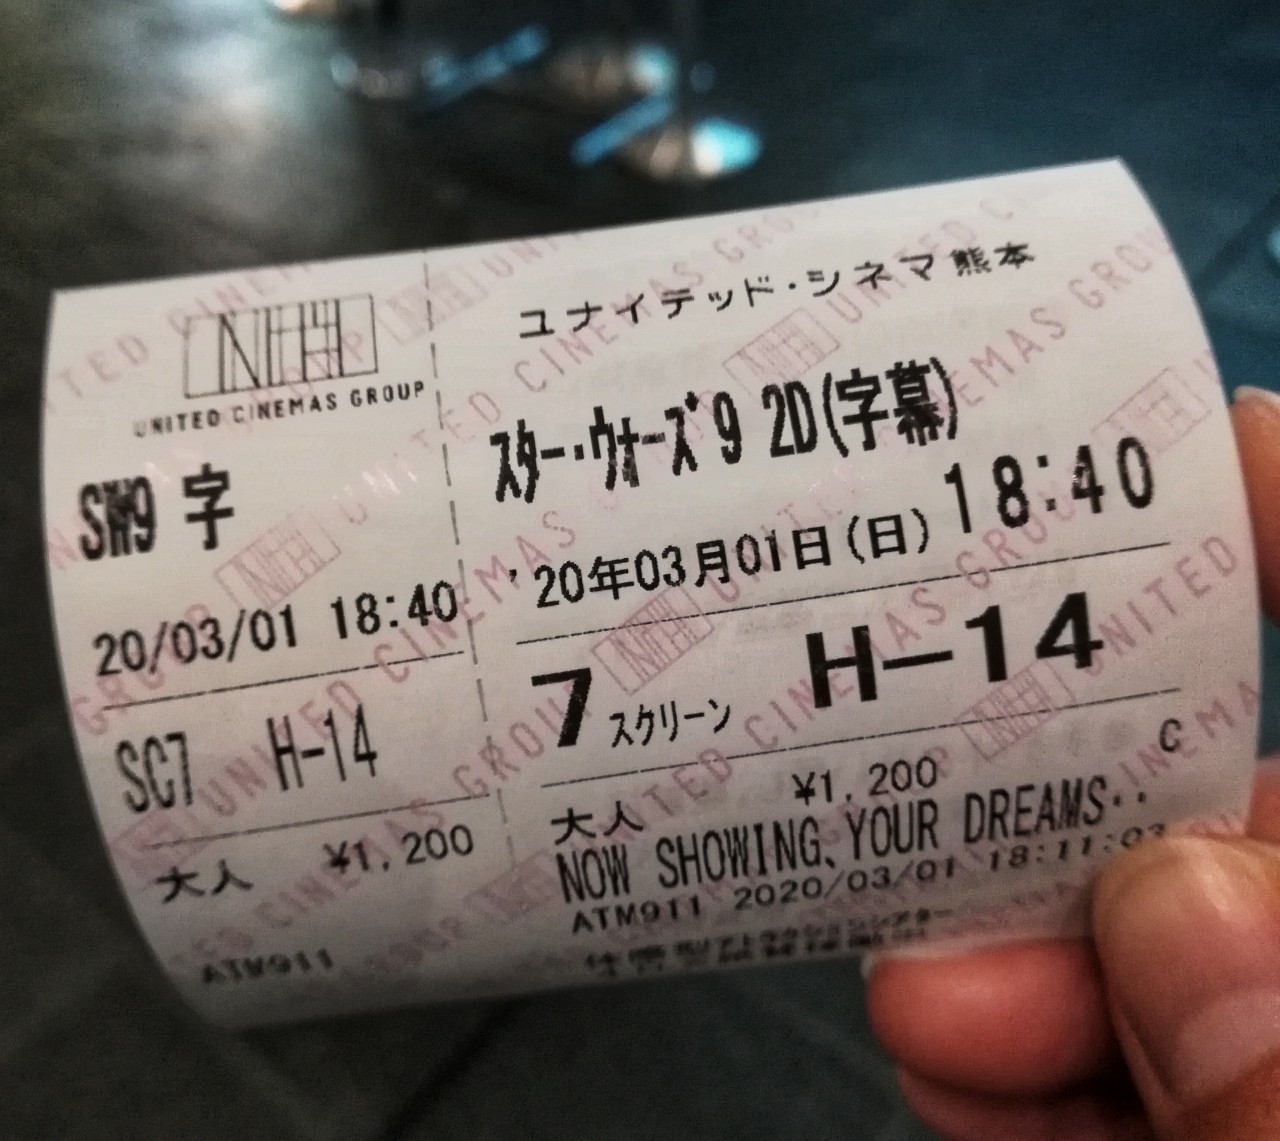 UNITED CINEMAS GROUP
SW9 字
20/03/01 18:40
SC7 H-14
大人 ¥1,200
ATM911
ユナイテッド・シネマ熊本
スター・ウォーズ9 2D(字幕)
'20年03月01日(日) 18:40
7スクリーン H-14
C
大人 ¥1,200
NOW SHOWING、YOUR DREAMS・・
ATM911 2020/03/01 18:11:03